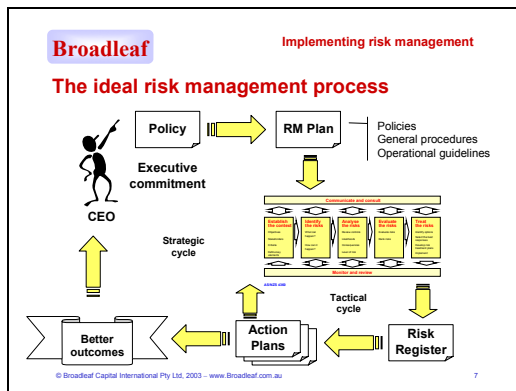 Broadleaf
Implementing risk management
The ideal risk management process
Policy
RM Plan
Policies
General procedures
Operational guidelines
Executive
commitment
CEO
Communicate and consult
Establish
the context
Identify
the risks
Analyse
the risks
Evaluate
the risks
Treat
the risks
Monitor and review
Strategic
cycle
Tactical
cycle
Better
outcomes
Action
Plans
Risk
Register
© Broadleaf Capital International Pty Ltd, 2003 – www.Broadleaf.com.au
7